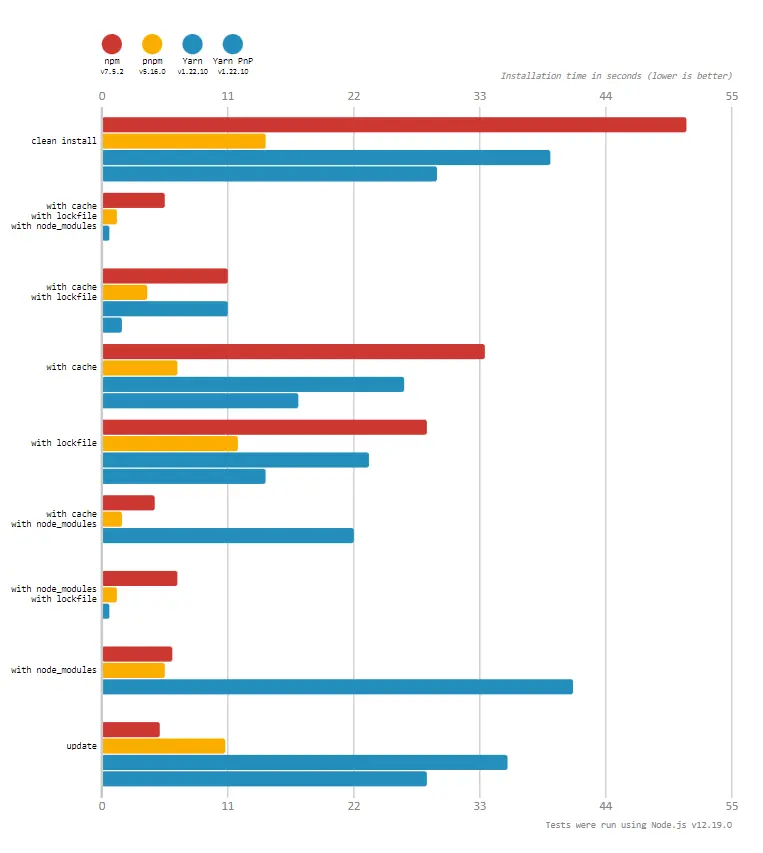 npm pnpm Yarn Yarn PnP
v7.5.2 v5.16.0 v1.22.10 v1.22.10
Installation time in seconds (lower is better)
0 11 22 33 44 55
clean install
with cache
with lockfile
with node_modules
with cache
with lockfile
with cache
with lockfile
with cache
with node_modules
with node_modules
with lockfile
with node_modules
update
0 11 22 33 44 55
Tests were run using Node.js v12.19.0